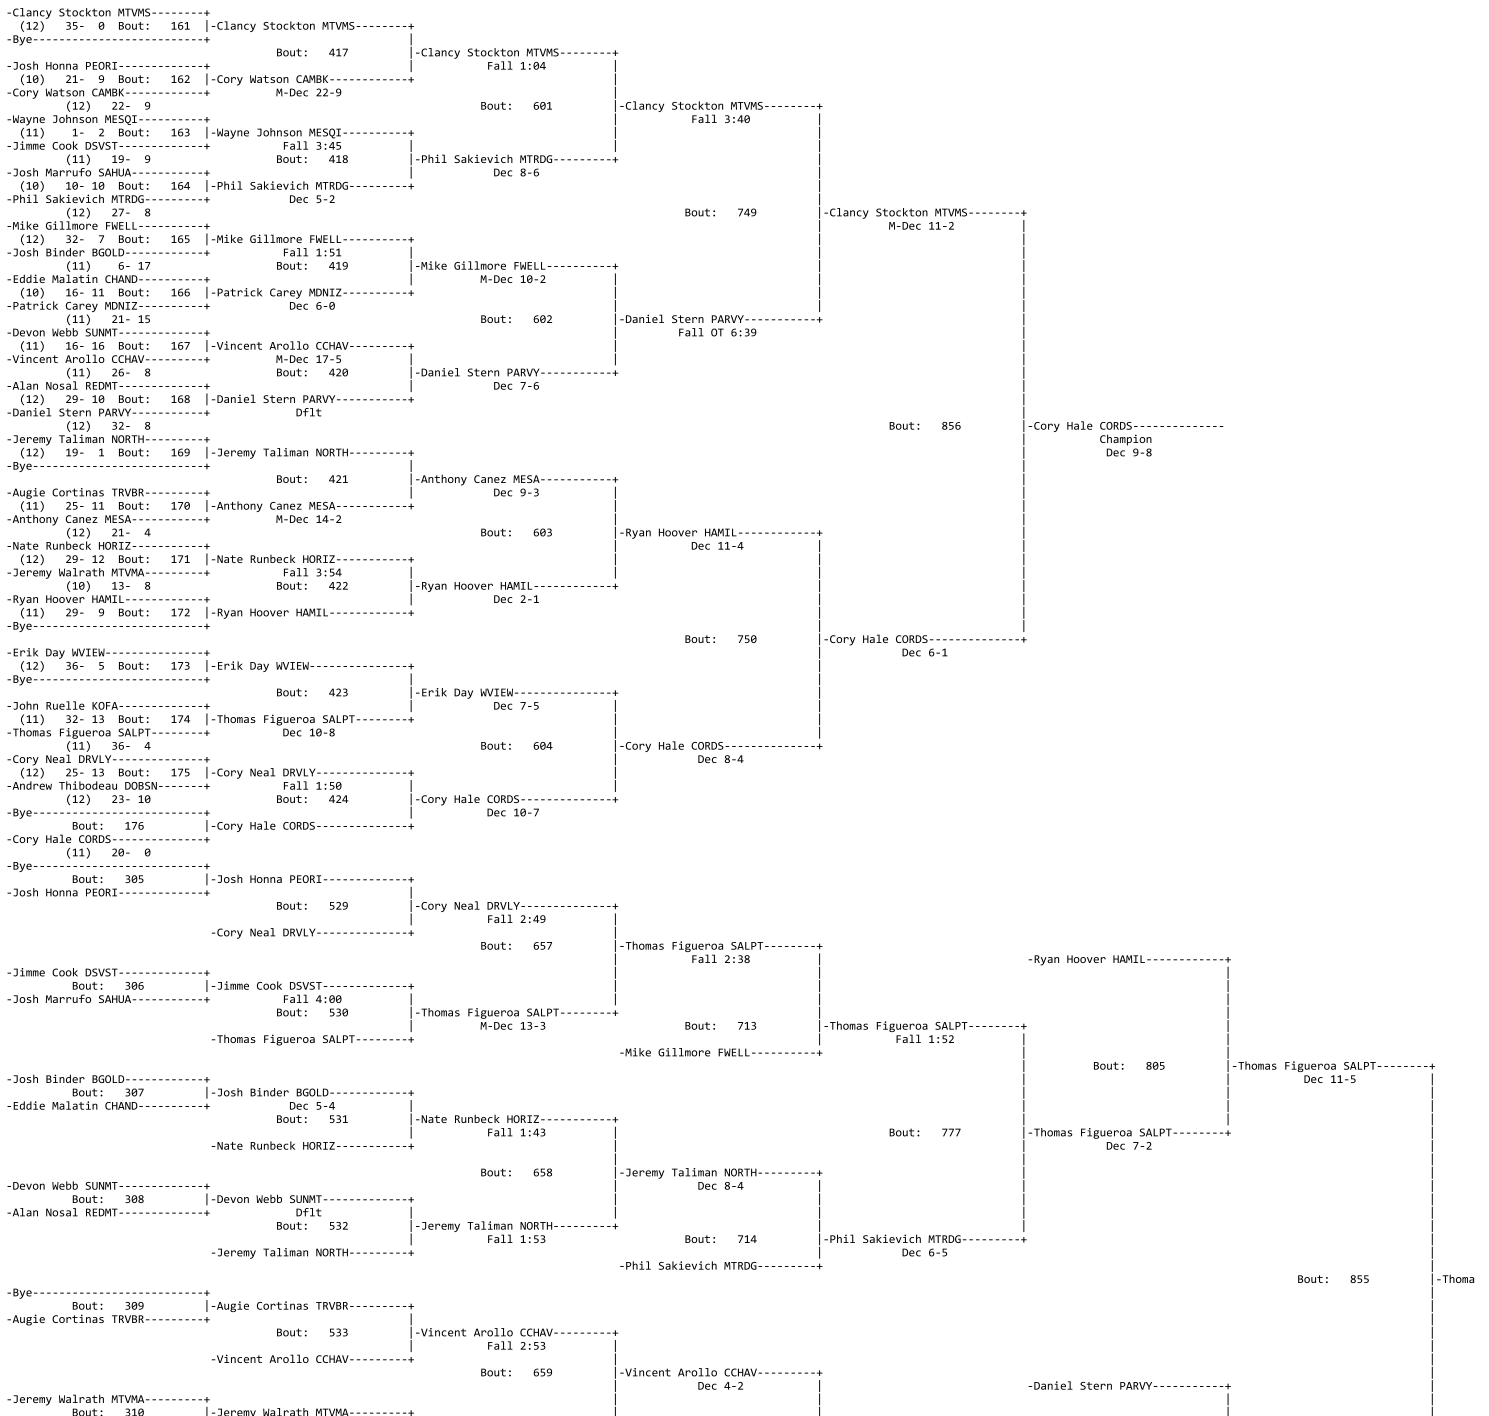 -Clancy Stockton MTVMS--------+
(12)   35-  0  Bout:   161  |-Clancy Stockton MTVMS--------+
-Bye--------------------------+                              |
Bout:   417         |-Clancy Stockton MTVMS--------+
-Josh Honna PEORI-------------+                              |           Fall 1:04          |
(10)   21-  9  Bout:   162  |-Cory Watson CAMBK------------+                              |
-Cory Watson CAMBK------------+          M-Dec 22-9                                         |
(12)   22-  9                                                  Bout:   601         |-Clancy Stockton MTVMS--------+
-Wayne Johnson MESQI----------+                                                             |           Fall 3:40          |
(11)    1-  2  Bout:   163  |-Wayne Johnson MESQI----------+                              |                              |
-Jimme Cook DSVST-------------+           Fall 3:45          |                              |                              |
(11)   19-  9                   Bout:   418         |-Phil Sakievich MTRDG---------+                              |
-Josh Marrufo SAHUA-----------+                              |            Dec 8-6                                          |
(10)   10- 10  Bout:   164  |-Phil Sakievich MTRDG---------+                                                             |
-Phil Sakievich MTRDG---------+            Dec 5-2                                                                         |
(12)   27-  8                                                                                 Bout:   749         |-Clancy Stockton MTVMS--------+
-Mike Gillmore FWELL----------+                                                                                            |          M-Dec 11-2          |
(12)   32-  7  Bout:   165  |-Mike Gillmore FWELL----------+
-Josh Binder BGOLD------------+           Fall 1:51          |
(11)    6- 17                   Bout:   419         |-Mike Gillmore FWELL----------+
-Eddie Malatin CHAND----------+                              |          M-Dec 10-2          |
(10)   16- 11  Bout:   166  |-Patrick Carey MDNIZ----------+
-Patrick Carey MDNIZ----------+            Dec 6-0
(11)   21- 15                                                  Bout:   602         |-Daniel Stern PARVY-----------+
-Devon Webb SUNMT-------------+                                                             |         Fall OT 6:39
(11)   16- 16  Bout:   167  |-Vincent Arollo CCHAV---------+
-Vincent Arollo CCHAV---------+          M-Dec 17-5          |
(11)   26-  8                   Bout:   420         |-Daniel Stern PARVY-----------+
-Alan Nosal REDMT-------------+                              |            Dec 7-6
(12)   29- 10  Bout:   168  |-Daniel Stern PARVY-----------+
-Daniel Stern PARVY-----------+             Dflt
(12)   32-  8                   Bout:   856         |-Cory Hale CORDS--------------
-Jeremy Taliman NORTH---------+           Champion
(12)   19-  1  Bout:   169  |-Jeremy Taliman NORTH---------+            Dec 9-8
-Bye--------------------------+                              |
Bout:   421         |-Anthony Canez MESA-----------+
-Augie Cortinas TRVBR---------+                              |            Dec 9-3           |
(11)   25- 11  Bout:   170  |-Anthony Canez MESA-----------+
-Anthony Canez MESA-----------+          M-Dec 14-2
(12)   21-  4                   Bout:   603         |-Ryan Hoover HAMIL------------+
-Nate Runbeck HORIZ-----------+            Dec 11-4          |
(12)   29- 12  Bout:   171  |-Nate Runbeck HORIZ-----------+
-Jeremy Walrath MTVMA---------+           Fall 3:54          |
(10)   13-  8                   Bout:   422         |-Ryan Hoover HAMIL------------+
-Ryan Hoover HAMIL------------+                              |            Dec 2-1
(11)   29-  9  Bout:   172  |-Ryan Hoover HAMIL------------+
-Bye--------------------------+
Bout:   750         |-Cory Hale CORDS--------------+
-Erik Day WVIEW---------------+            Dec 6-1
(12)   36-  5  Bout:   173  |-Erik Day WVIEW---------------+
-Bye--------------------------+                              |
Bout:   423         |-Erik Day WVIEW---------------+
-John Ruelle KOFA-------------+                              |            Dec 7-5           |
(11)   32- 13  Bout:   174  |-Thomas Figueroa SALPT--------+
-Thomas Figueroa SALPT--------+           Dec 10-8
(11)   36-  4                   Bout:   604         |-Cory Hale CORDS--------------+
-Cory Neal DRVLY--------------+            Dec 8-4
(12)   25- 13  Bout:   175  |-Cory Neal DRVLY--------------+
-Andrew Thibodeau DOBSN-------+           Fall 1:50          |
(12)   23- 10                   Bout:   424         |-Cory Hale CORDS--------------+
-Bye--------------------------+                              |           Dec 10-7
Bout:   176         |-Cory Hale CORDS--------------+
-Cory Hale CORDS--------------+
(11)   20-  0
-Bye--------------------------+
Bout:   305         |-Josh Honna PEORI-------------+
-Josh Honna PEORI-------------+                              |
Bout:   529         |-Cory Neal DRVLY--------------+
Fall 2:49          |
-Cory Neal DRVLY--------------+
Bout:   657         |-Thomas Figueroa SALPT--------+
Fall 2:38          |          -Ryan Hoover HAMIL------------+
-Jimme Cook DSVST-------------+
Bout:   306         |-Jimme Cook DSVST-------------+
-Josh Marrufo SAHUA-----------+           Fall 4:00          |
Bout:   530         |-Thomas Figueroa SALPT--------+
M-Dec 13-3          Bout:   713         |-Thomas Figueroa SALPT--------+
-Thomas Figueroa SALPT--------+           Fall 1:52          |
-Mike Gillmore FWELL----------+
Bout:   805         |-Thomas Figueroa SALPT--------+
-Josh Binder BGOLD------------+           Dec 11-5          |
Bout:   307         |-Josh Binder BGOLD------------+
-Eddie Malatin CHAND----------+            Dec 5-4           |
Bout:   531         |-Nate Runbeck HORIZ-----------+
Fall 1:43          |          Bout:   777         |-Thomas Figueroa SALPT--------+
-Nate Runbeck HORIZ-----------+            Dec 7-2
Bout:   658         |-Jeremy Taliman NORTH---------+
-Devon Webb SUNMT-------------+            Dec 8-4           |
Bout:   308         |-Devon Webb SUNMT-------------+
-Alan Nosal REDMT-------------+             Dflt             |
Bout:   532         |-Jeremy Taliman NORTH---------+
Fall 1:53          Bout:   714         |-Phil Sakievich MTRDG---------+
-Jeremy Taliman NORTH---------+            Dec 6-5
-Phil Sakievich MTRDG---------+
Bout:   855         |-Thoma
-Bye--------------------------+
Bout:   309         |-Augie Cortinas TRVBR---------+
-Augie Cortinas TRVBR---------+                              |
Bout:   533         |-Vincent Arollo CCHAV---------+
Fall 2:53          |
-Vincent Arollo CCHAV---------+
Bout:   659         |-Vincent Arollo CCHAV---------+
Dec 4-2           |          -Daniel Stern PARVY-----------+
-Jeremy Walrath MTVMA---------+
Bout:   310         |-Jeremy Walrath MTVMA---------+